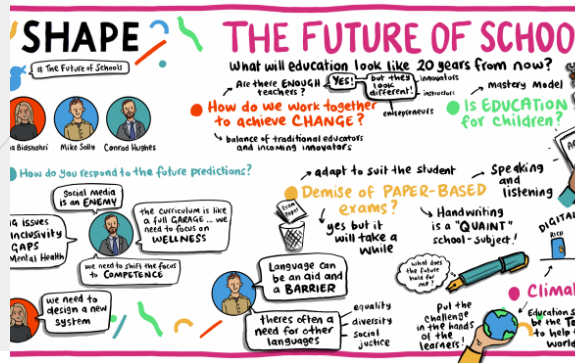 SHAPE
# The Future of Schools
Bidshahri
Mike Solly
Conrad Hughes
THE FUTURE OF SCHOO
What will education look like 20 years from now?
Are there ENOUGH
teachers?
YES!
but they
look
different!
innovators
instructors
entrepreneurs
How do we work together
to achieve CHANGE?
balance of traditional educators
and incoming innovators
mastery model
Is EDUCATION
for children?
How do you respond to the future predictions?
Social media
is an ENEMY
the curriculum is like
a full GARAGE... we
need to focus on
WELLNESS
ISSUES
Inclusivity
GAPS
Mental Health
we need to shift the focus
to COMPETENCE
we need to
design a new
system
adapt to suit the student
Demise of PAPER-BASED
exams?
Exam
Paper
yes but it
will take a
while
Speaking
and
listening
Handwriting
is a "QUAINT"
school-subject!
DIGITAL
RICH
Language can
be an aid and
a BARRIER
theres often a
need for other
languages
equality
diversity
social
justice
what does
the future
hold for
me?
Put the
challenge
in the hands
of the
learners!
Clima
Education s
be the To
to help
World